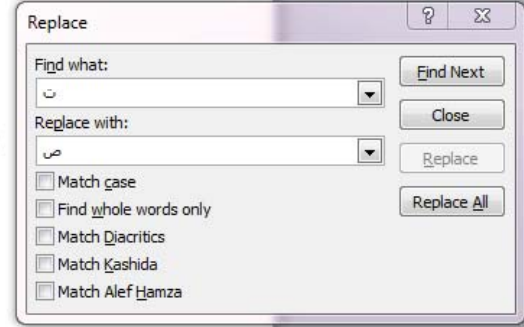 Replace
Find what:
ت
Find Next
Close
Replace with:
ص
Replace
Match case
Find whole words only
Replace All
Match Diacritics
Match Kashida
Match Alef Hamza